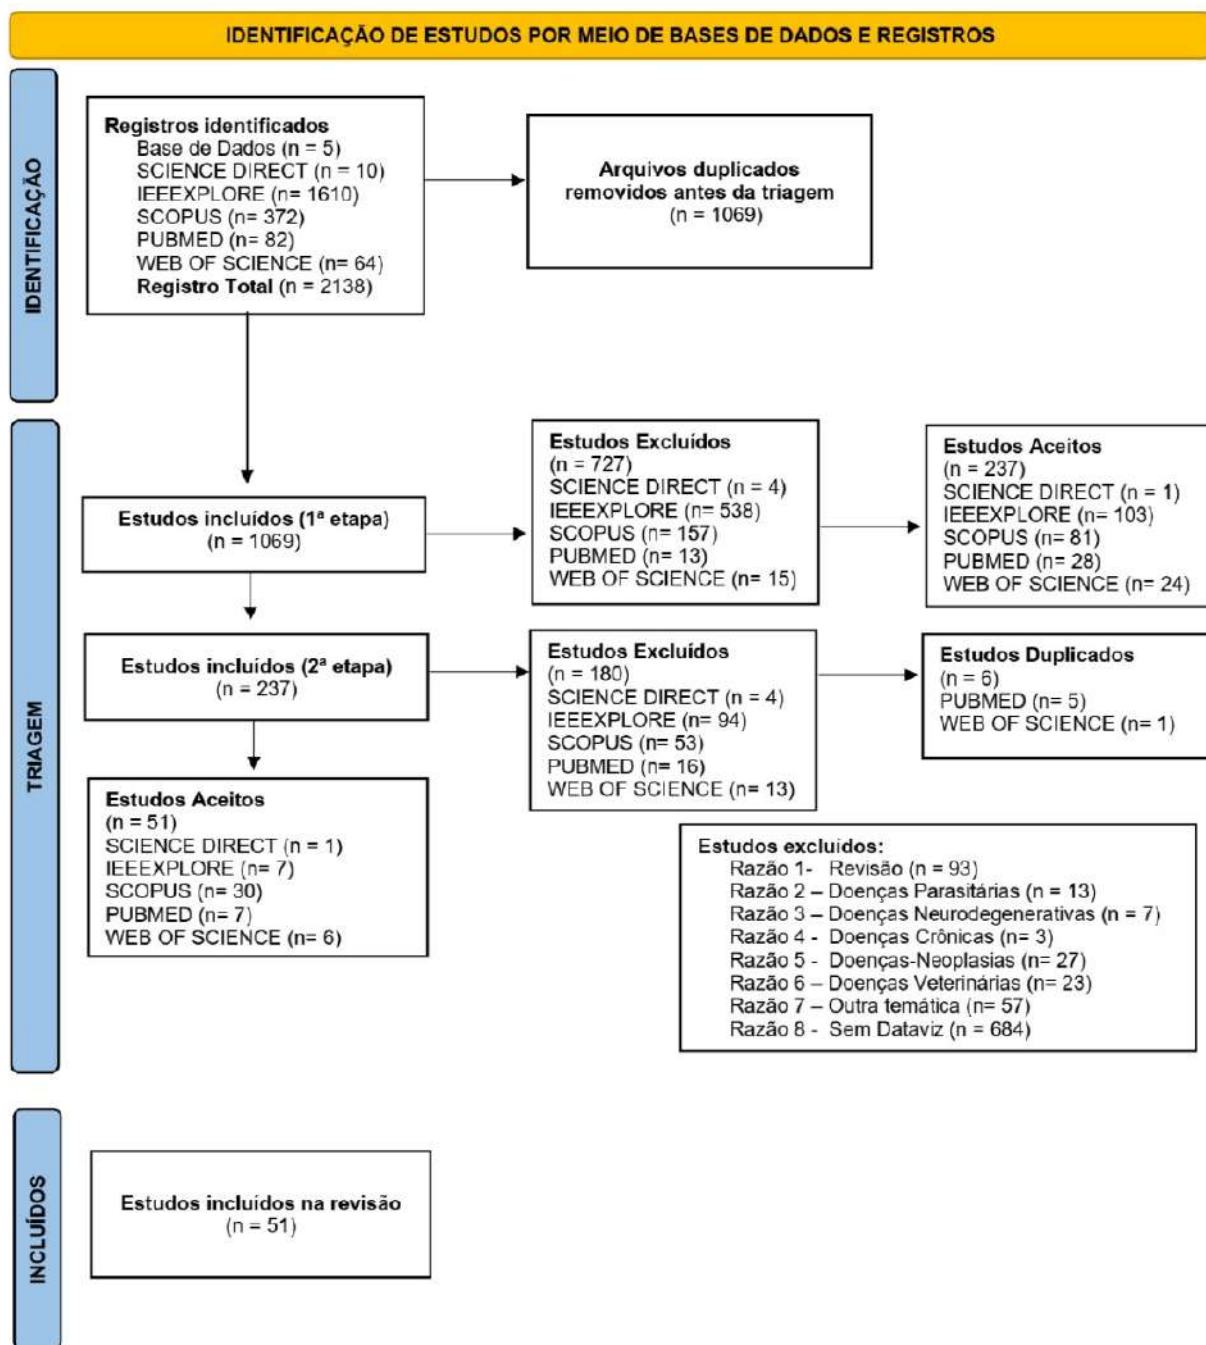 IDENTIFICAÇÃO DE ESTUDOS POR MEIO DE BASES DE DADOS E REGISTROS
IDENTIFICAÇÃO
Registros identificados
Base de Dados (n = 5)
SCIENCE DIRECT (n = 10)
IEEEXPLORE (n= 1610)
SCOPUS (n= 372)
PUBMED (n= 82)
WEB OF SCIENCE (n= 64)
Registro Total (n = 2138)
Arquivos duplicados
removidos antes da triagem
(n = 1069)
TRIAGEM
Estudos incluídos (1ª etapa)
(n = 1069)
Estudos Excluídos
(n = 727)
SCIENCE DIRECT (n = 4)
IEEEXPLORE (n= 538)
SCOPUS (n= 157)
PUBMED (n= 13)
WEB OF SCIENCE (n= 15)
Estudos Aceitos
(n = 237)
SCIENCE DIRECT (n = 1)
IEEEXPLORE (n= 103)
SCOPUS (n= 81)
PUBMED (n= 28)
WEB OF SCIENCE (n= 24)
Estudos incluídos (2ª etapa)
(n = 237)
Estudos Excluídos
(n = 180)
SCIENCE DIRECT (n = 4)
IEEEXPLORE (n= 94)
SCOPUS (n= 53)
PUBMED (n= 16)
WEB OF SCIENCE (n= 13)
Estudos Duplicados
(n = 6)
PUBMED (n= 5)
WEB OF SCIENCE (n= 1)
Estudos Aceitos
(n = 51)
SCIENCE DIRECT (n = 1)
IEEEXPLORE (n= 7)
SCOPUS (n= 30)
PUBMED (n= 7)
WEB OF SCIENCE (n= 6)
Estudos excluídos:
Razão 1- Revisão (n = 93)
Razão 2 – Doenças Parasitárias (n = 13)
Razão 3 – Doenças Neurodegenerativas (n = 7)
Razão 4 - Doenças Crônicas (n= 3)
Razão 5 - Doenças-Neoplasias (n= 27)
Razão 6 – Doenças Veterinárias (n= 23)
Razão 7 – Outra temática (n= 57)
Razão 8 - Sem Dataviz (n = 684)
INCLUÍDOS
Estudos incluídos na revisão
(n = 51)